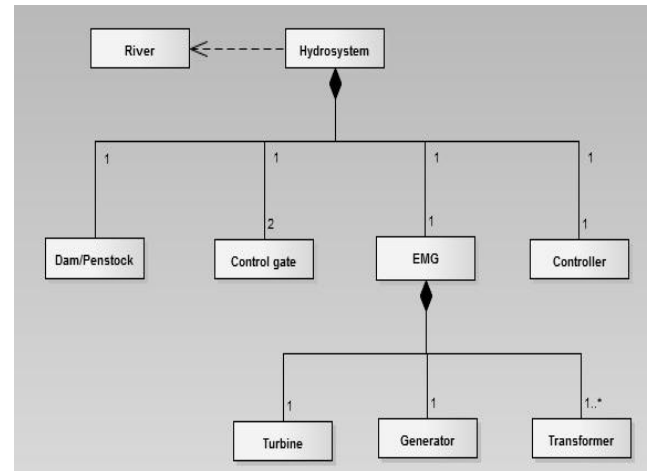 River
Hydrosystem
1
1
1
1
2
1
1
Dam/Penstock
Control gate
EMG
Controller
1
1
1..*
Turbine
Generator
Transformer